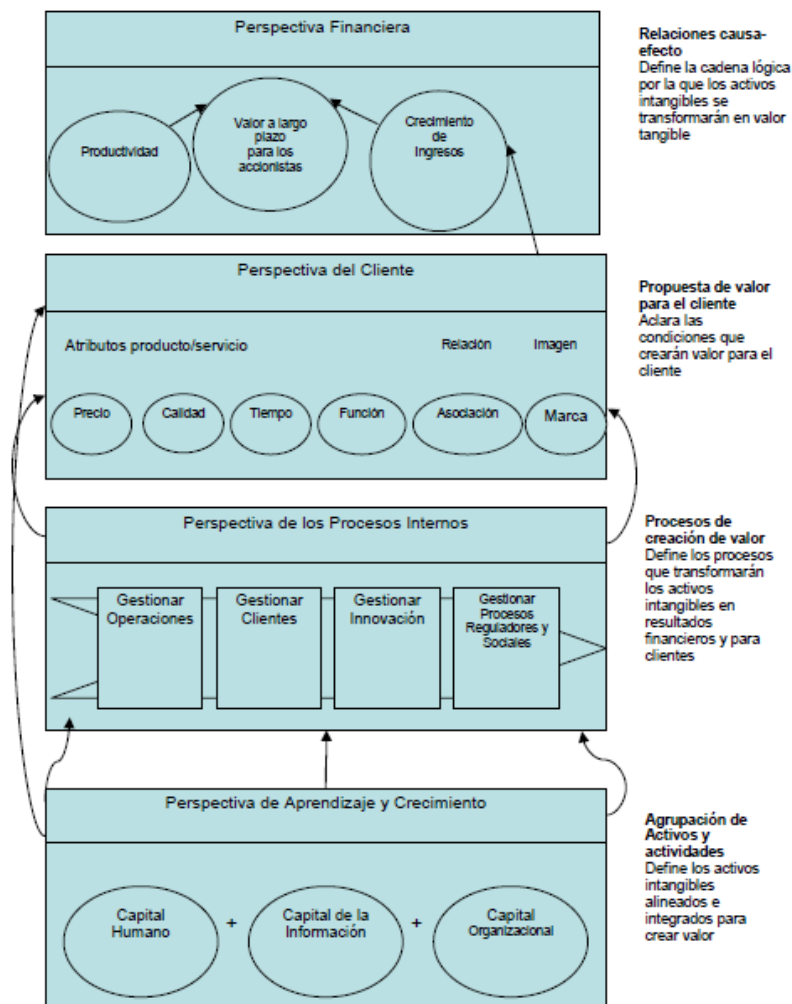 Perspectiva Financiera
Relaciones causa-
efecto
Define la cadena lógica
por la que los activos
intangibles se
transformarán en valor
tangible
Productividad
Valor a largo
plazo
para los
accionistas
Crecimiento
de
Ingresos
Perspectiva del Cliente
Propuesta de valor
para el cliente
Aclara las
condiciones que
crearán valor para el
cliente
Atributos producto/servicio
Relación
Imagen
Precio
Calidad
Tiempo
Función
Asociación
Marca
Perspectiva de los Procesos Internos
Procesos de
creación de valor
Define los procesos
que transformarán
los activos
intangibles en
resultados
financieros y para
clientes
Gestionar
Operaciones
Gestionar
Clientes
Gestionar
Innovación
Gestionar
Procesos
Reguladores y
Sociales
Perspectiva de Aprendizaje y Crecimiento
Agrupación de
Activos y
actividades
Define los activos
intangibles
alineados e
integrados para
crear valor
Capital
Humano
+
Capital de la
Información
+
Capital
Organizacional